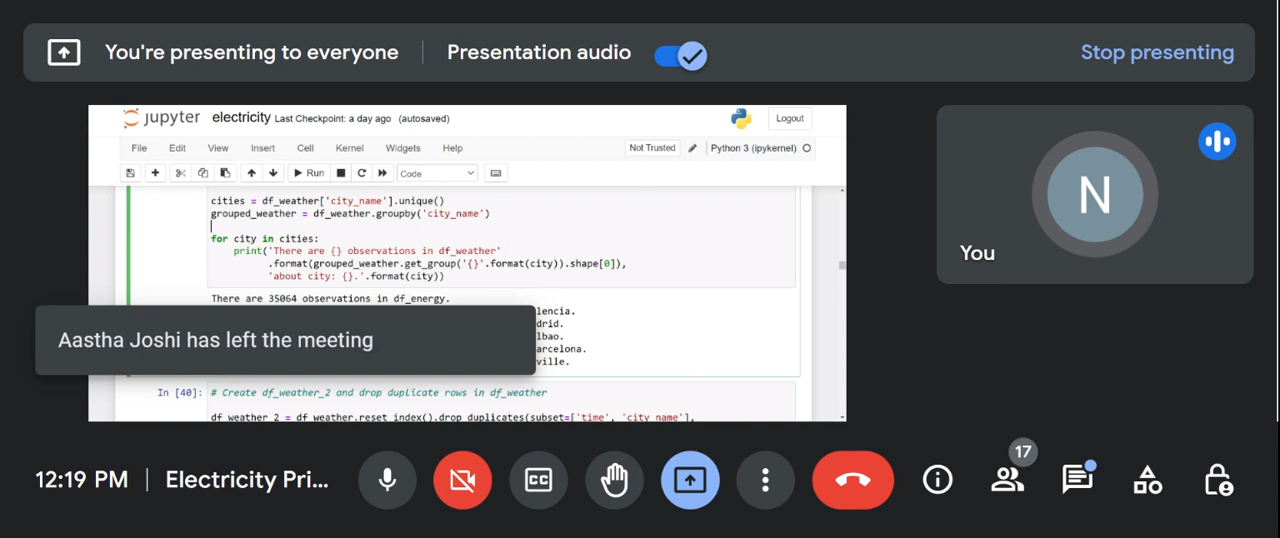 You're presenting to everyone
Presentation audio
Stop presenting
jupyter electricity Last Checkpoint: a day ago (autosaved)
Logout
File Edit View Insert Cell Kernel Widgets Help
Not Trusted
Python 3 (ipykernel)
Run
Code
cities = df_weather['city_name'].unique()
grouped_weather = df_weather.groupby('city_name')
for city in cities:
print('There are {} observations in df_weather'
.format(grouped_weather.get_group('{}'.format(city)).shape[0]),
'about city: {}.'.format(city))
There are 35064 observations in df_energy.
lencia.
drid.
lbao.
arcelona.
ville.
Aastha Joshi has left the meeting
In [40]: # Create df_weather_2 and drop duplicate rows in df_weather
df_weather_2 = df_weather.reset_index().drop_duplicates(subset=['time', 'city_name'],
N
You
12:19 PM
Electricity Pri...
CC
17